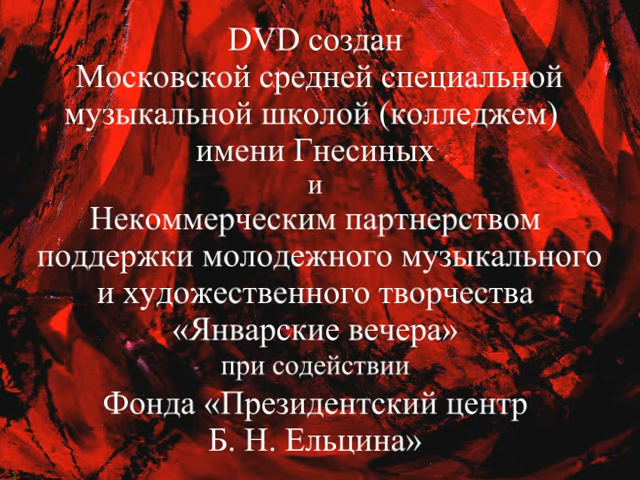 DVD создан
Московской средней специальной
музыкальной школой (колледжем)
имени Гнесиных
и
Некоммерческим партнерством
поддержки молодежного музыкального
и художественного творчества
«Январские вечера»
при содействии
Фонда «Президентский центр
Б. Н. Ельцина»